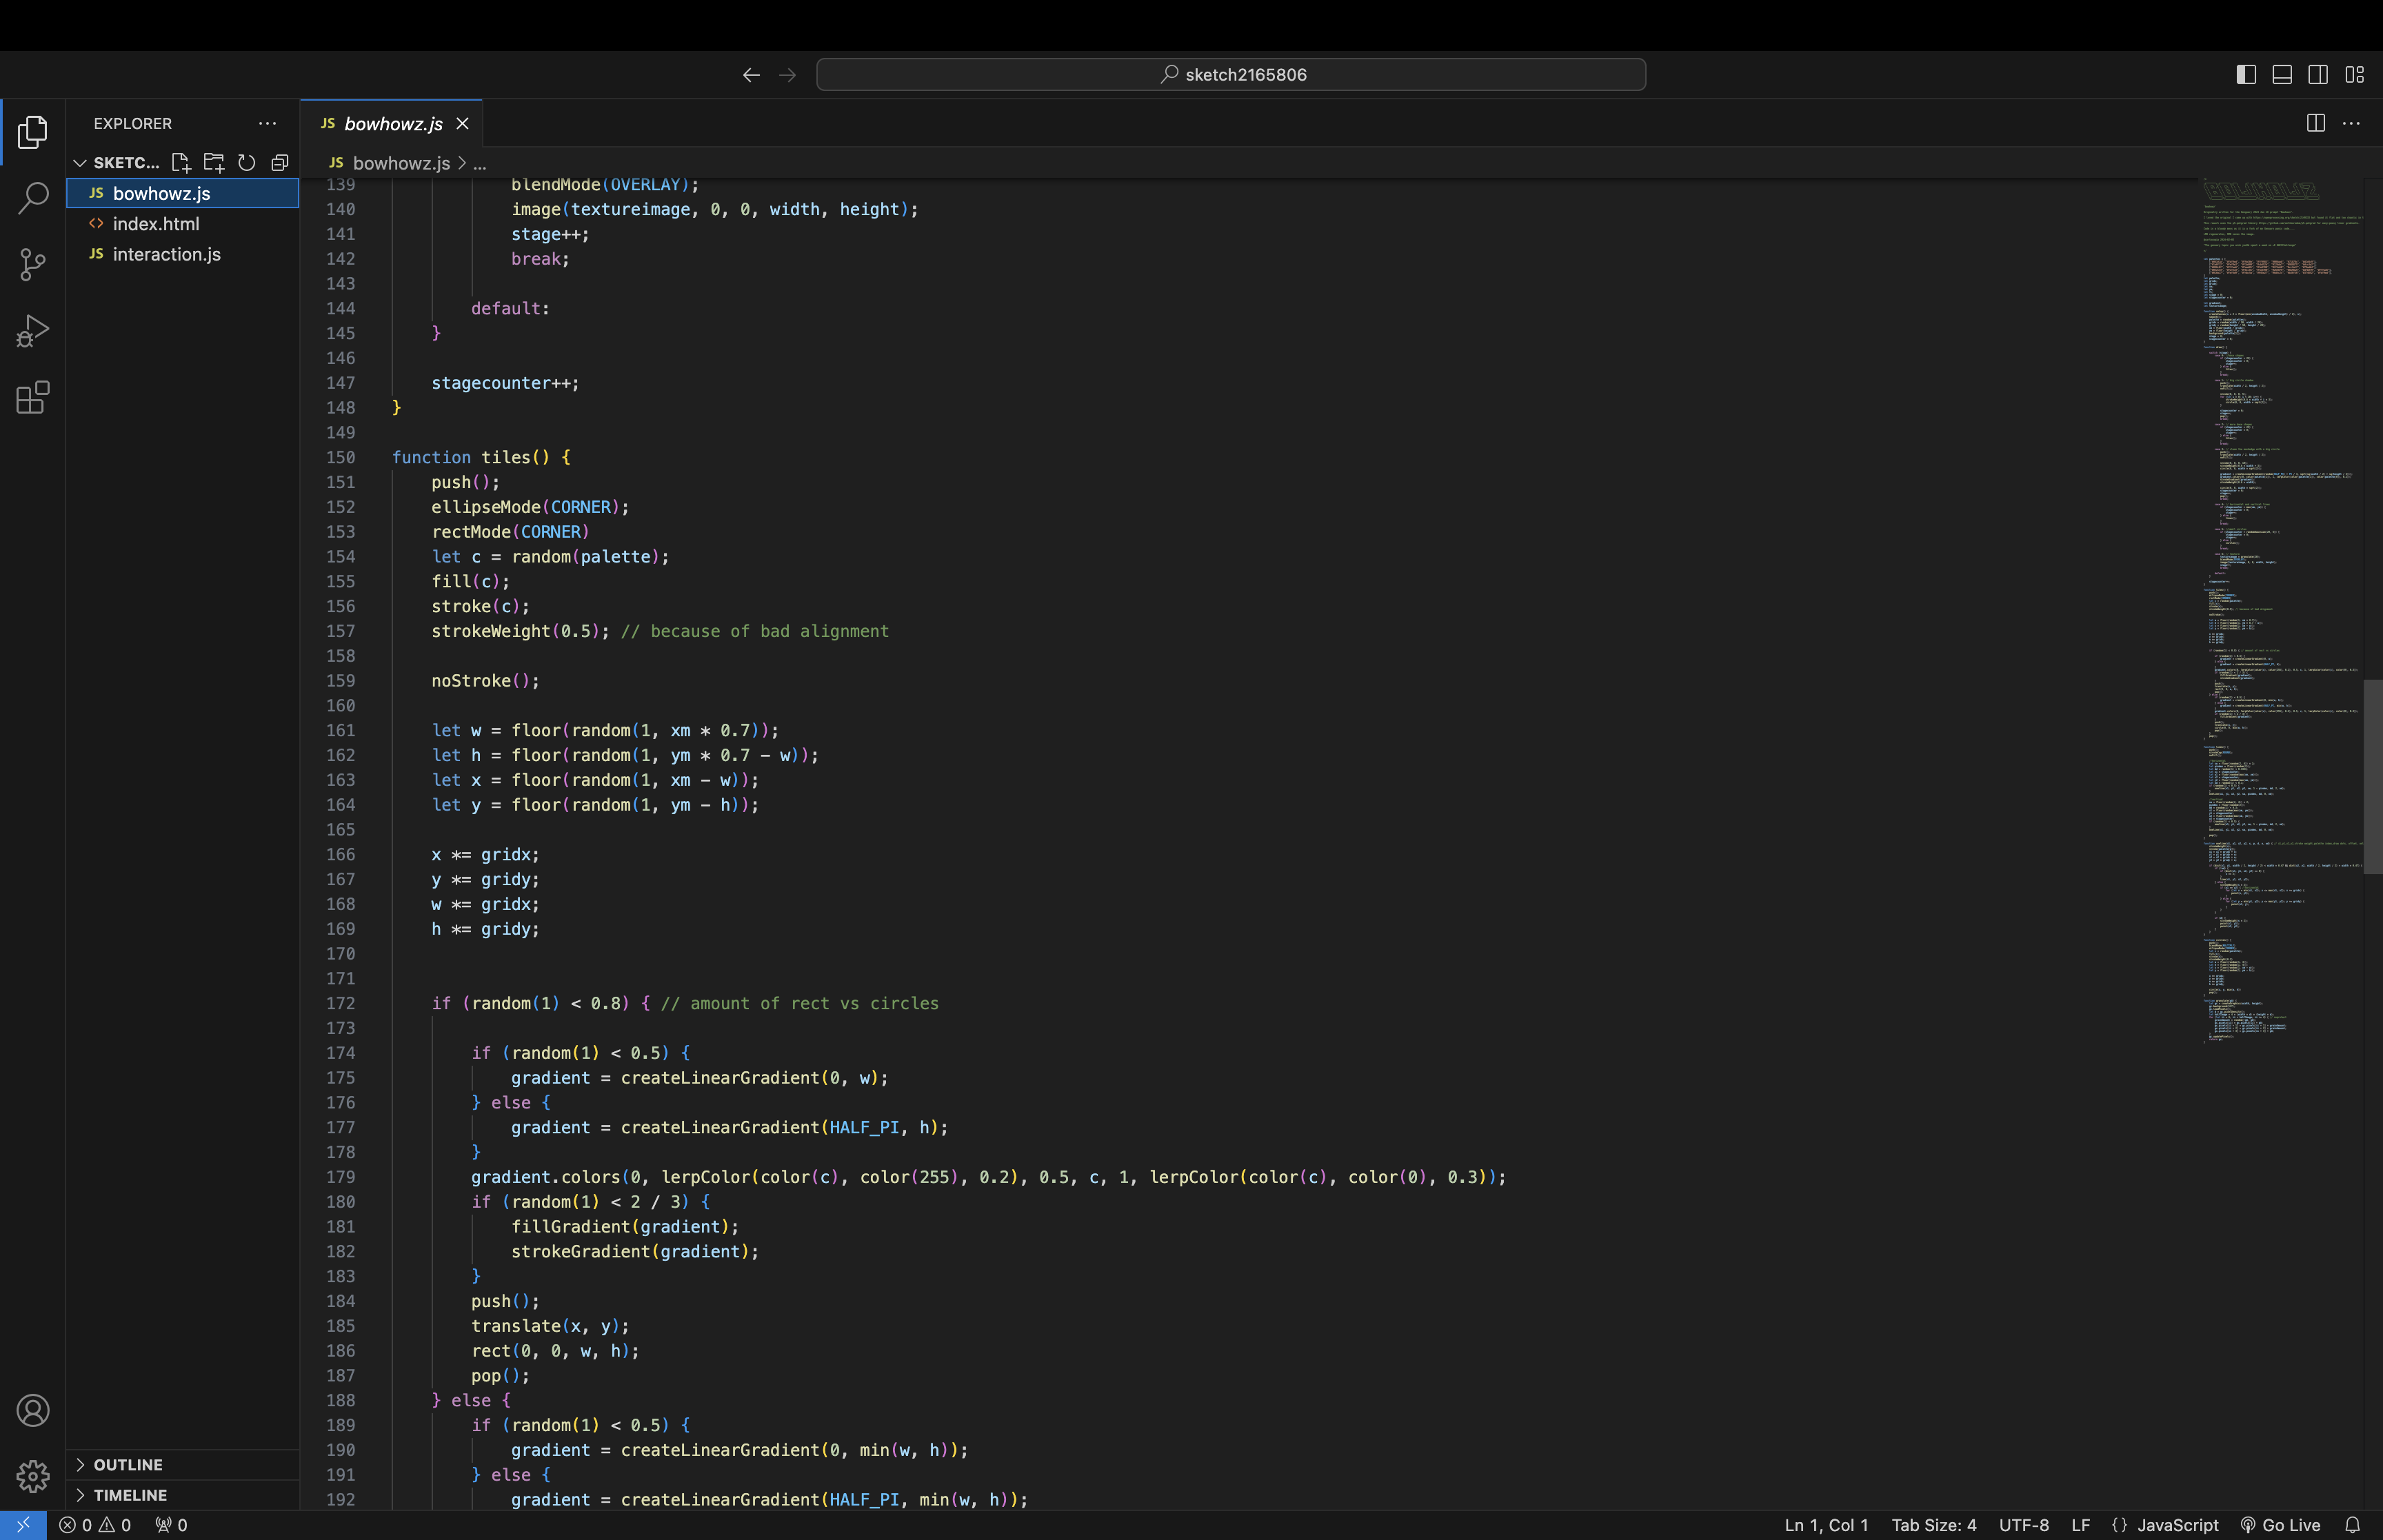 sketch2165806
EXPLORER
JS bowhowz.js
SKETC...
JS bowhowz.js > ...
JS bowhowz.js
<> index.html
JS interaction.js
139 blendMode(OVERLAY);
140 image(textureimage, 0, 0, width, height);
141 stage++;
142 break;
143
144 default:
145 }
146
147 stagecounter++;
148 }
149
150 function tiles() {
151 push();
152 ellipseMode(CORNER);
153 rectMode(CORNER)
154 let c = random(palette);
155 fill(c);
156 stroke(c);
157 strokeWeight(0.5); // because of bad alignment
158
159 noStroke();
160
161 let w = floor(random(1, xm * 0.7));
162 let h = floor(random(1, ym * 0.7 - w));
163 let x = floor(random(1, xm - w));
164 let y = floor(random(1, ym - h));
165
166 x *= gridx;
167 y *= gridy;
168 w *= gridx;
169 h *= gridy;
170
171
172 if (random(1) < 0.8) { // amount of rect vs circles
173
174 if (random(1) < 0.5) {
175 gradient = createLinearGradient(0, w);
176 } else {
177 gradient = createLinearGradient(HALF_PI, h);
178 }
179 gradient.colors(0, lerpColor(color(c), color(255), 0.2), 0.5, c, 1, lerpColor(color(c), color(0), 0.3));
180 if (random(1) < 2 / 3) {
181 fillGradient(gradient);
182 strokeGradient(gradient);
183 }
184 push();
185 translate(x, y);
186 rect(0, 0, w, h);
187 pop();
188 } else {
189 if (random(1) < 0.5) {
190 gradient = createLinearGradient(0, min(w, h));
191 } else {
192 gradient = createLinearGradient(HALF_PI, min(w, h));
BOWHOWZ
OUTLINE
TIMELINE
0 0 0 Ln 1, Col 1 Tab Size: 4 UTF-8 LF {} JavaScript Go Live